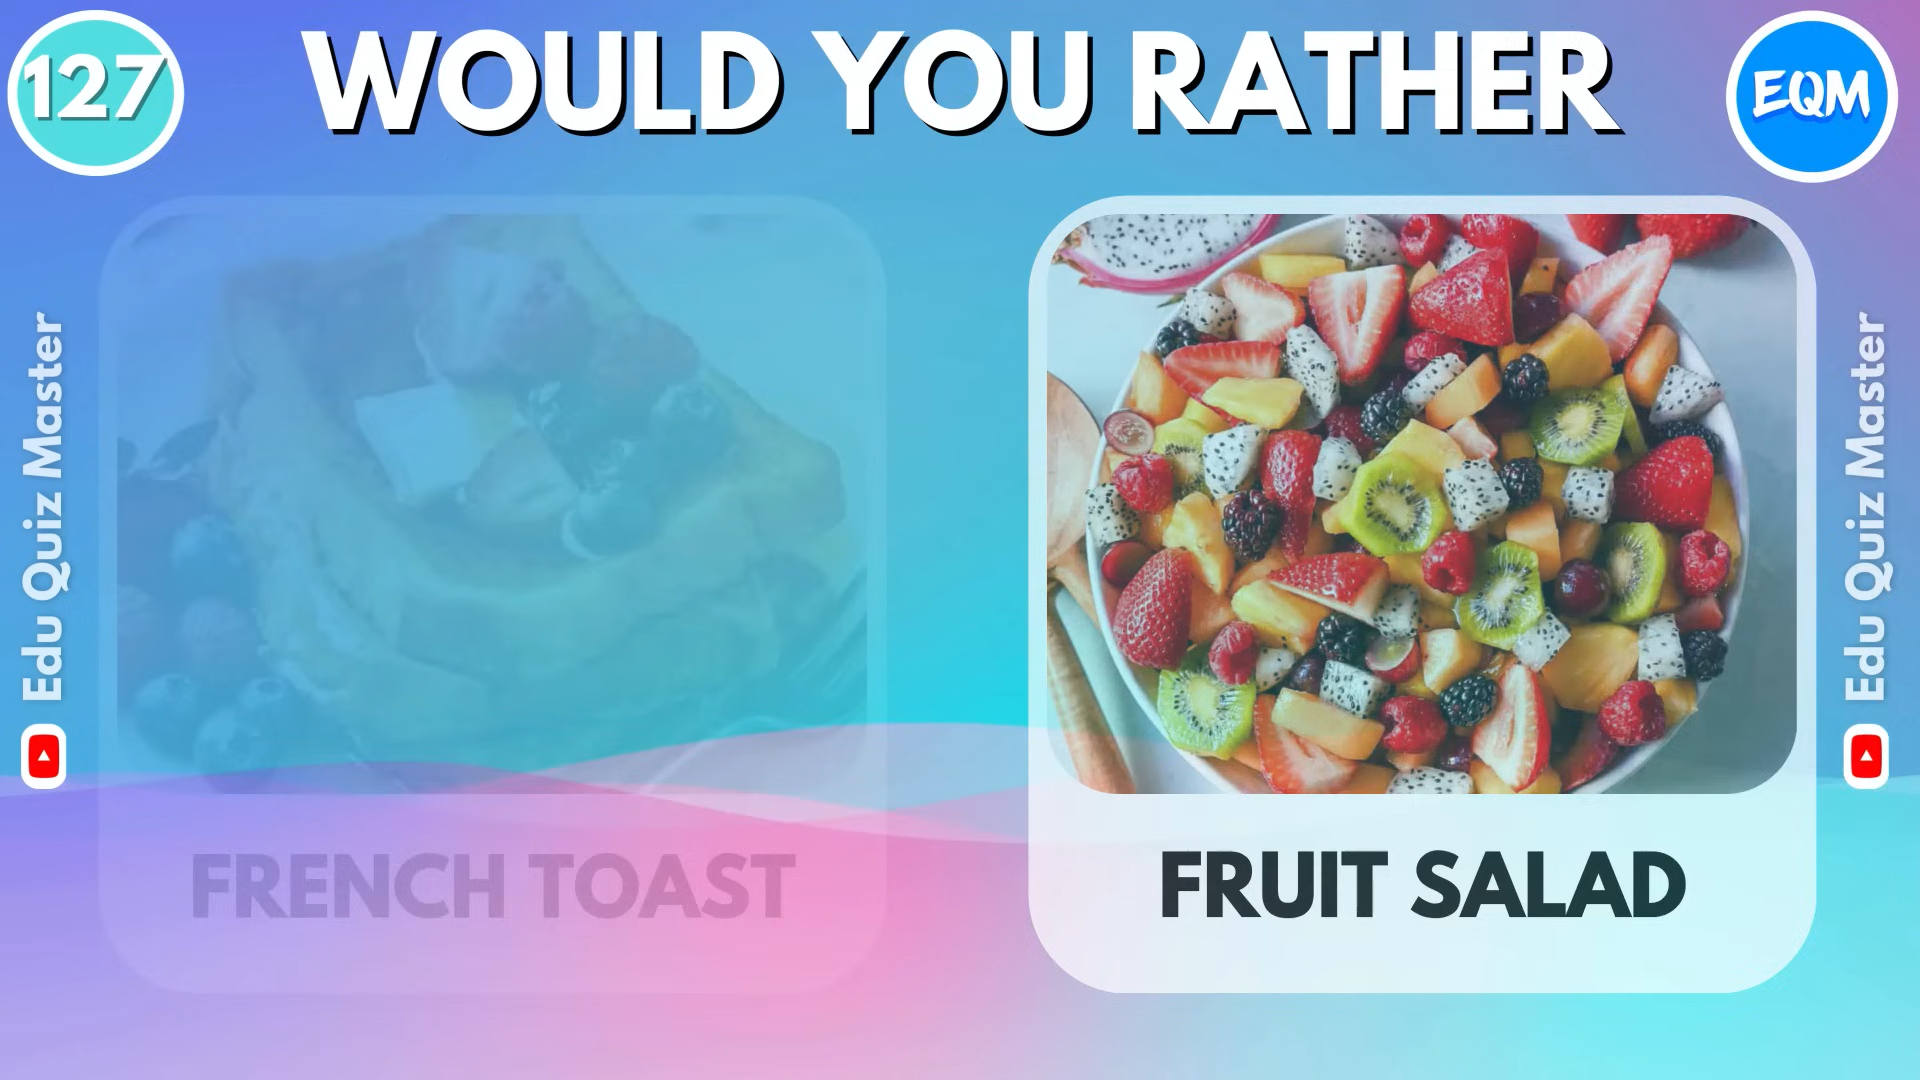 127
WOULD YOU RATHER
EQM
Edu Quiz Master
Edu Quiz Master
FRENCH TOAST
FRUIT SALAD